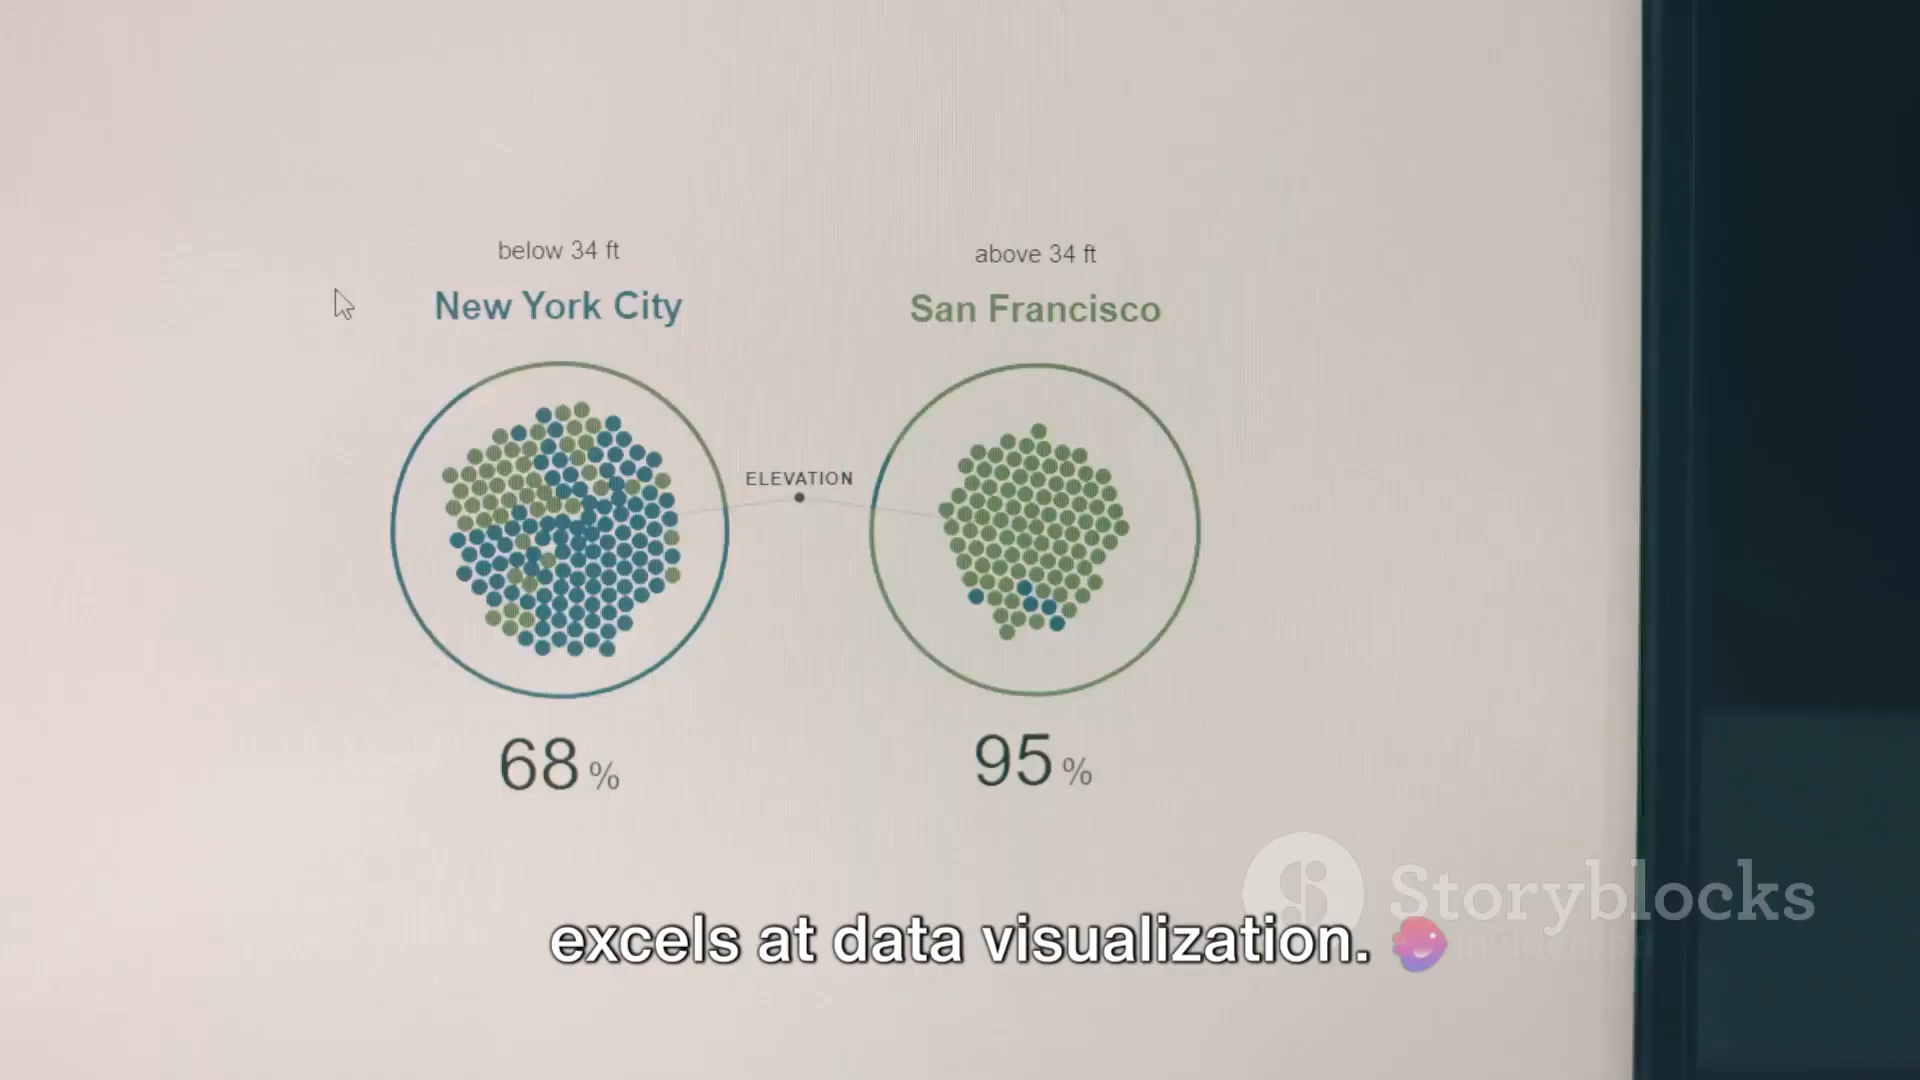 below 34 ft
New York City
above 34 ft
San Francisco
ELEVATION
68 %
95 %
Storyblocks
excels at data visualization.